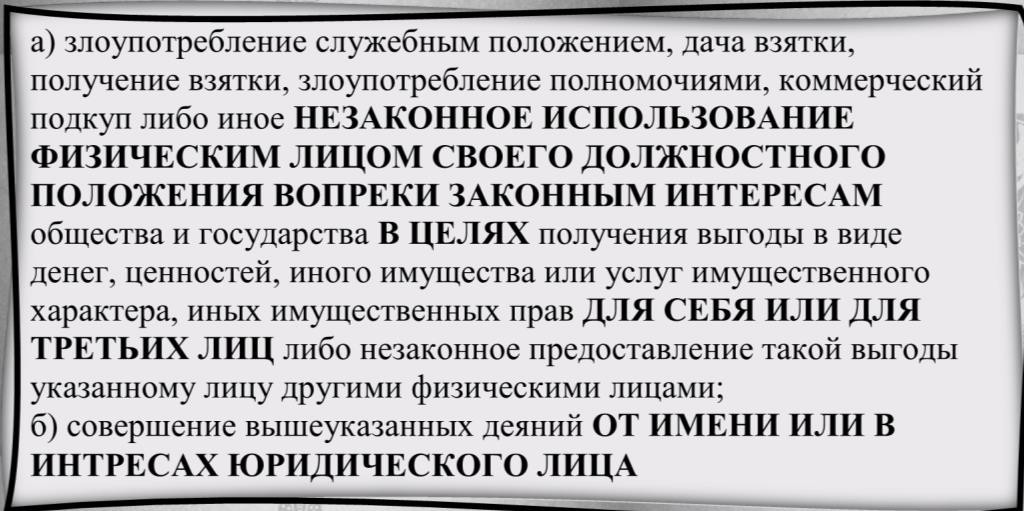 а) злоупотребление служебным положением, дача взятки,
получение взятки, злоупотребление полномочиями, коммерческий
подкуп либо иное НЕЗАКОННОЕ ИСПОЛЬЗОВАНИЕ
ФИЗИЧЕСКИМ ЛИЦОМ СВОЕГО ДОЛЖНОСТНОГО
ПОЛОЖЕНИЯ ВОПРЕКИ ЗАКОННЫМ ИНТЕРЕСАМ
общества и государства В ЦЕЛЯХ получения выгоды в виде
денег, ценностей, иного имущества или услуг имущественного
характера, иных имущественных прав ДЛЯ СЕБЯ ИЛИ ДЛЯ
ТРЕТЬИХ ЛИЦ либо незаконное предоставление такой выгоды
указанному лицу другими физическими лицами;
б) совершение вышеуказанных деяний ОТ ИМЕНИ ИЛИ В
ИНТРЕСАХ ЮРИДИЧЕСКОГО ЛИЦА